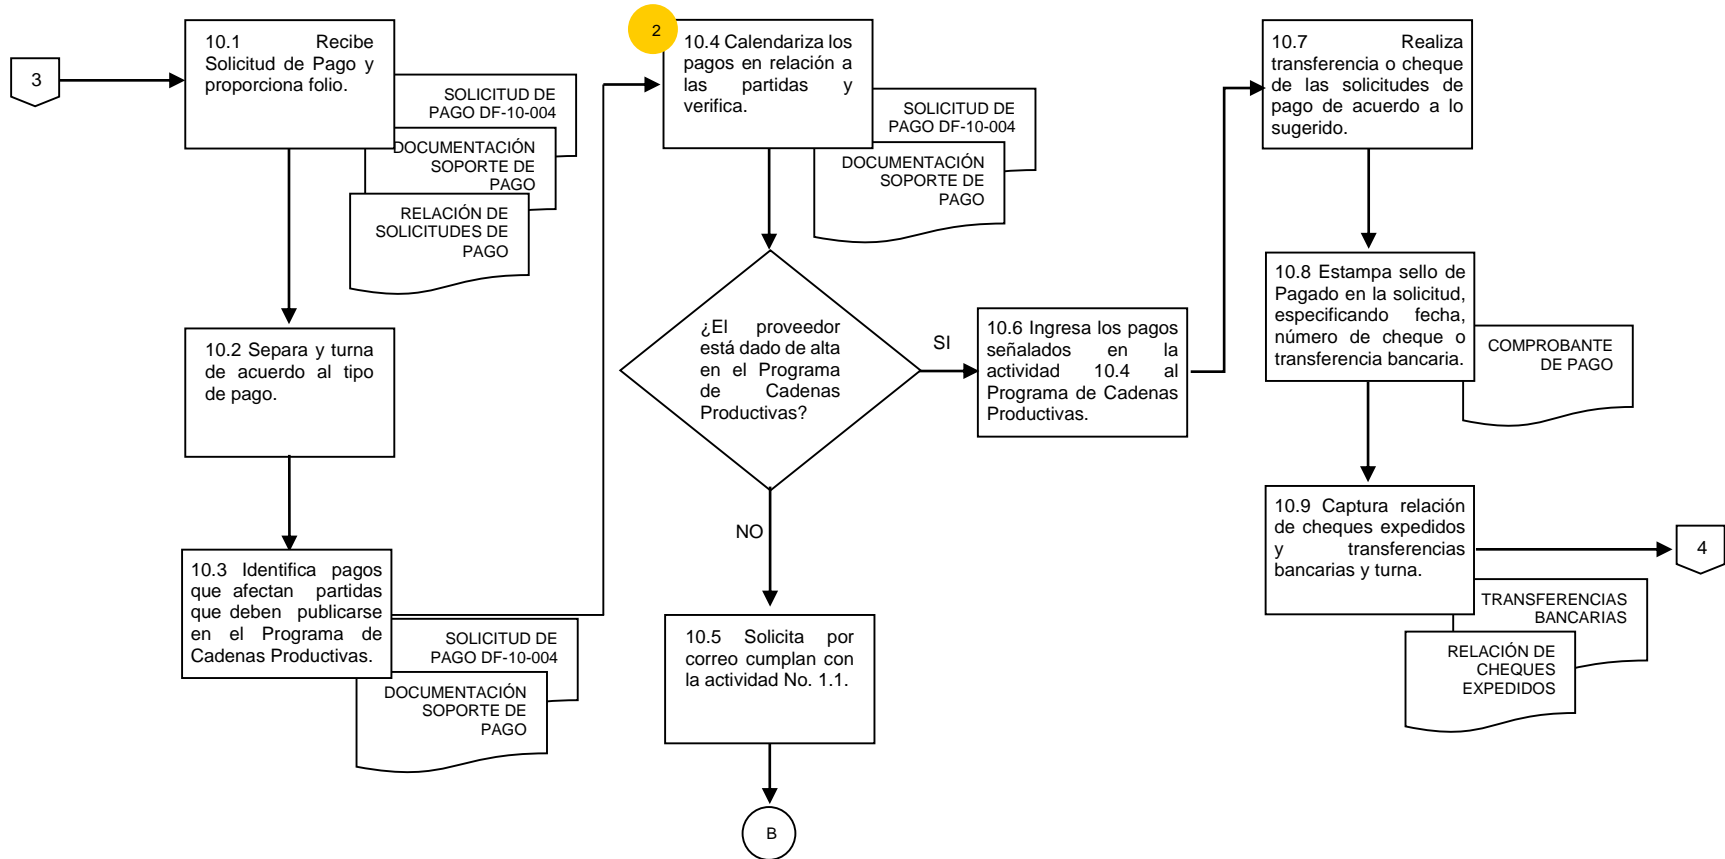 3
10.1 Recibe
Solicitud de Pago y
proporciona folio.
SOLICITUD DE
PAGO DF-10-004
DOCUMENTACIÓN
SOPORTE DE
PAGO
RELACIÓN DE
SOLICITUDES DE
PAGO
10.2 Separa y turna
de acuerdo al tipo
de pago.
10.3 Identifica pagos
que afectan partidas
que deben publicarse
en el Programa de
Cadenas Productivas.
SOLICITUD DE
PAGO DF-10-004
DOCUMENTACIÓN
SOPORTE DE
PAGO
2
10.4 Calendariza los
pagos en relación a
las partidas y
verifica.
SOLICITUD DE
PAGO DF-10-004
DOCUMENTACIÓN
SOPORTE DE
PAGO
¿El proveedor
está dado de alta
en el Programa
de Cadenas
Productivas?
NO
10.5 Solicita por
correo cumplan con
la actividad No. 1.1.
B
SI
10.6 Ingresa los pagos
señalados en la
actividad 10.4 al
Programa de Cadenas
Productivas.
10.7 Realiza
transferencia o cheque
de las solicitudes de
pago de acuerdo a lo
sugerido.
10.8 Estampa sello de
Pagado en la solicitud,
especificando fecha,
número de cheque o
transferencia bancaria.
COMPROBANTE
DE PAGO
10.9 Captura relación
de cheques expedidos
y transferencias
bancarias y turna.
TRANSFERENCIAS
BANCARIAS
RELACIÓN DE
CHEQUES
EXPEDIDOS
4